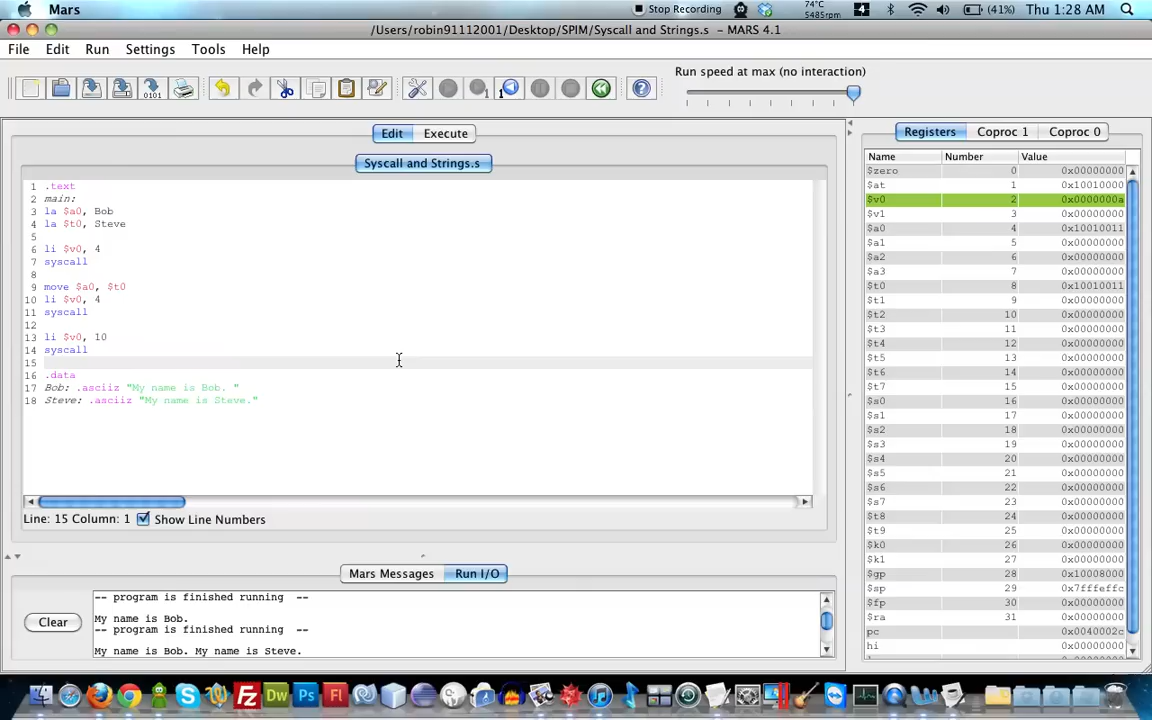 Mars
Stop Recording
74°C
5485rpm
4
(41%)
Thu 1:28 AM
/Users/robin91112001/Desktop/SPIM/Syscall and Strings.s - MARS 4.1
File Edit Run Settings Tools Help
Run speed at max (no interaction)
Edit Execute
Syscall and Strings.s
1 .text
2 main:
3 la $a0, Bob
4 la $t0, Steve
5
6 li $v0, 4
7 syscall
8
9 move $a0, $t0
10 li $v0, 4
11 syscall
12
13 li $v0, 10
14 syscall
15
16 .data
17 Bob: .asciiz "My name is Bob. "
18 Steve: .asciiz "My name is Steve."
Line: 15 Column: 1 Show Line Numbers
Mars Messages Run I/O
Clear
-- program is finished running --
My name is Bob.
-- program is finished running --
My name is Bob. My name is Steve.
Registers Coproc 1 Coproc 0
Name Number Value
$zero 0 0x00000000
$at 1 0x10010000
$v0 2 0x0000000a
$v1 3 0x00000000
$a0 4 0x10010011
$a1 5 0x00000000
$a2 6 0x00000000
$a3 7 0x00000000
$t0 8 0x10010011
$t1 9 0x00000000
$t2 10 0x00000000
$t3 11 0x00000000
$t4 12 0x00000000
$t5 13 0x00000000
$t6 14 0x00000000
$t7 15 0x00000000
$s0 16 0x00000000
$s1 17 0x00000000
$s2 18 0x00000000
$s3 19 0x00000000
$s4 20 0x00000000
$s5 21 0x00000000
$s6 22 0x00000000
$s7 23 0x00000000
$t8 24 0x00000000
$t9 25 0x00000000
$k0 26 0x00000000
$k1 27 0x00000000
$gp 28 0x10008000
$sp 29 0x7fffeffc
$fp 30 0x00000000
$ra 31 0x00000000
pc 0x0040002c
hi 0x00000000
Dw Ps Fl